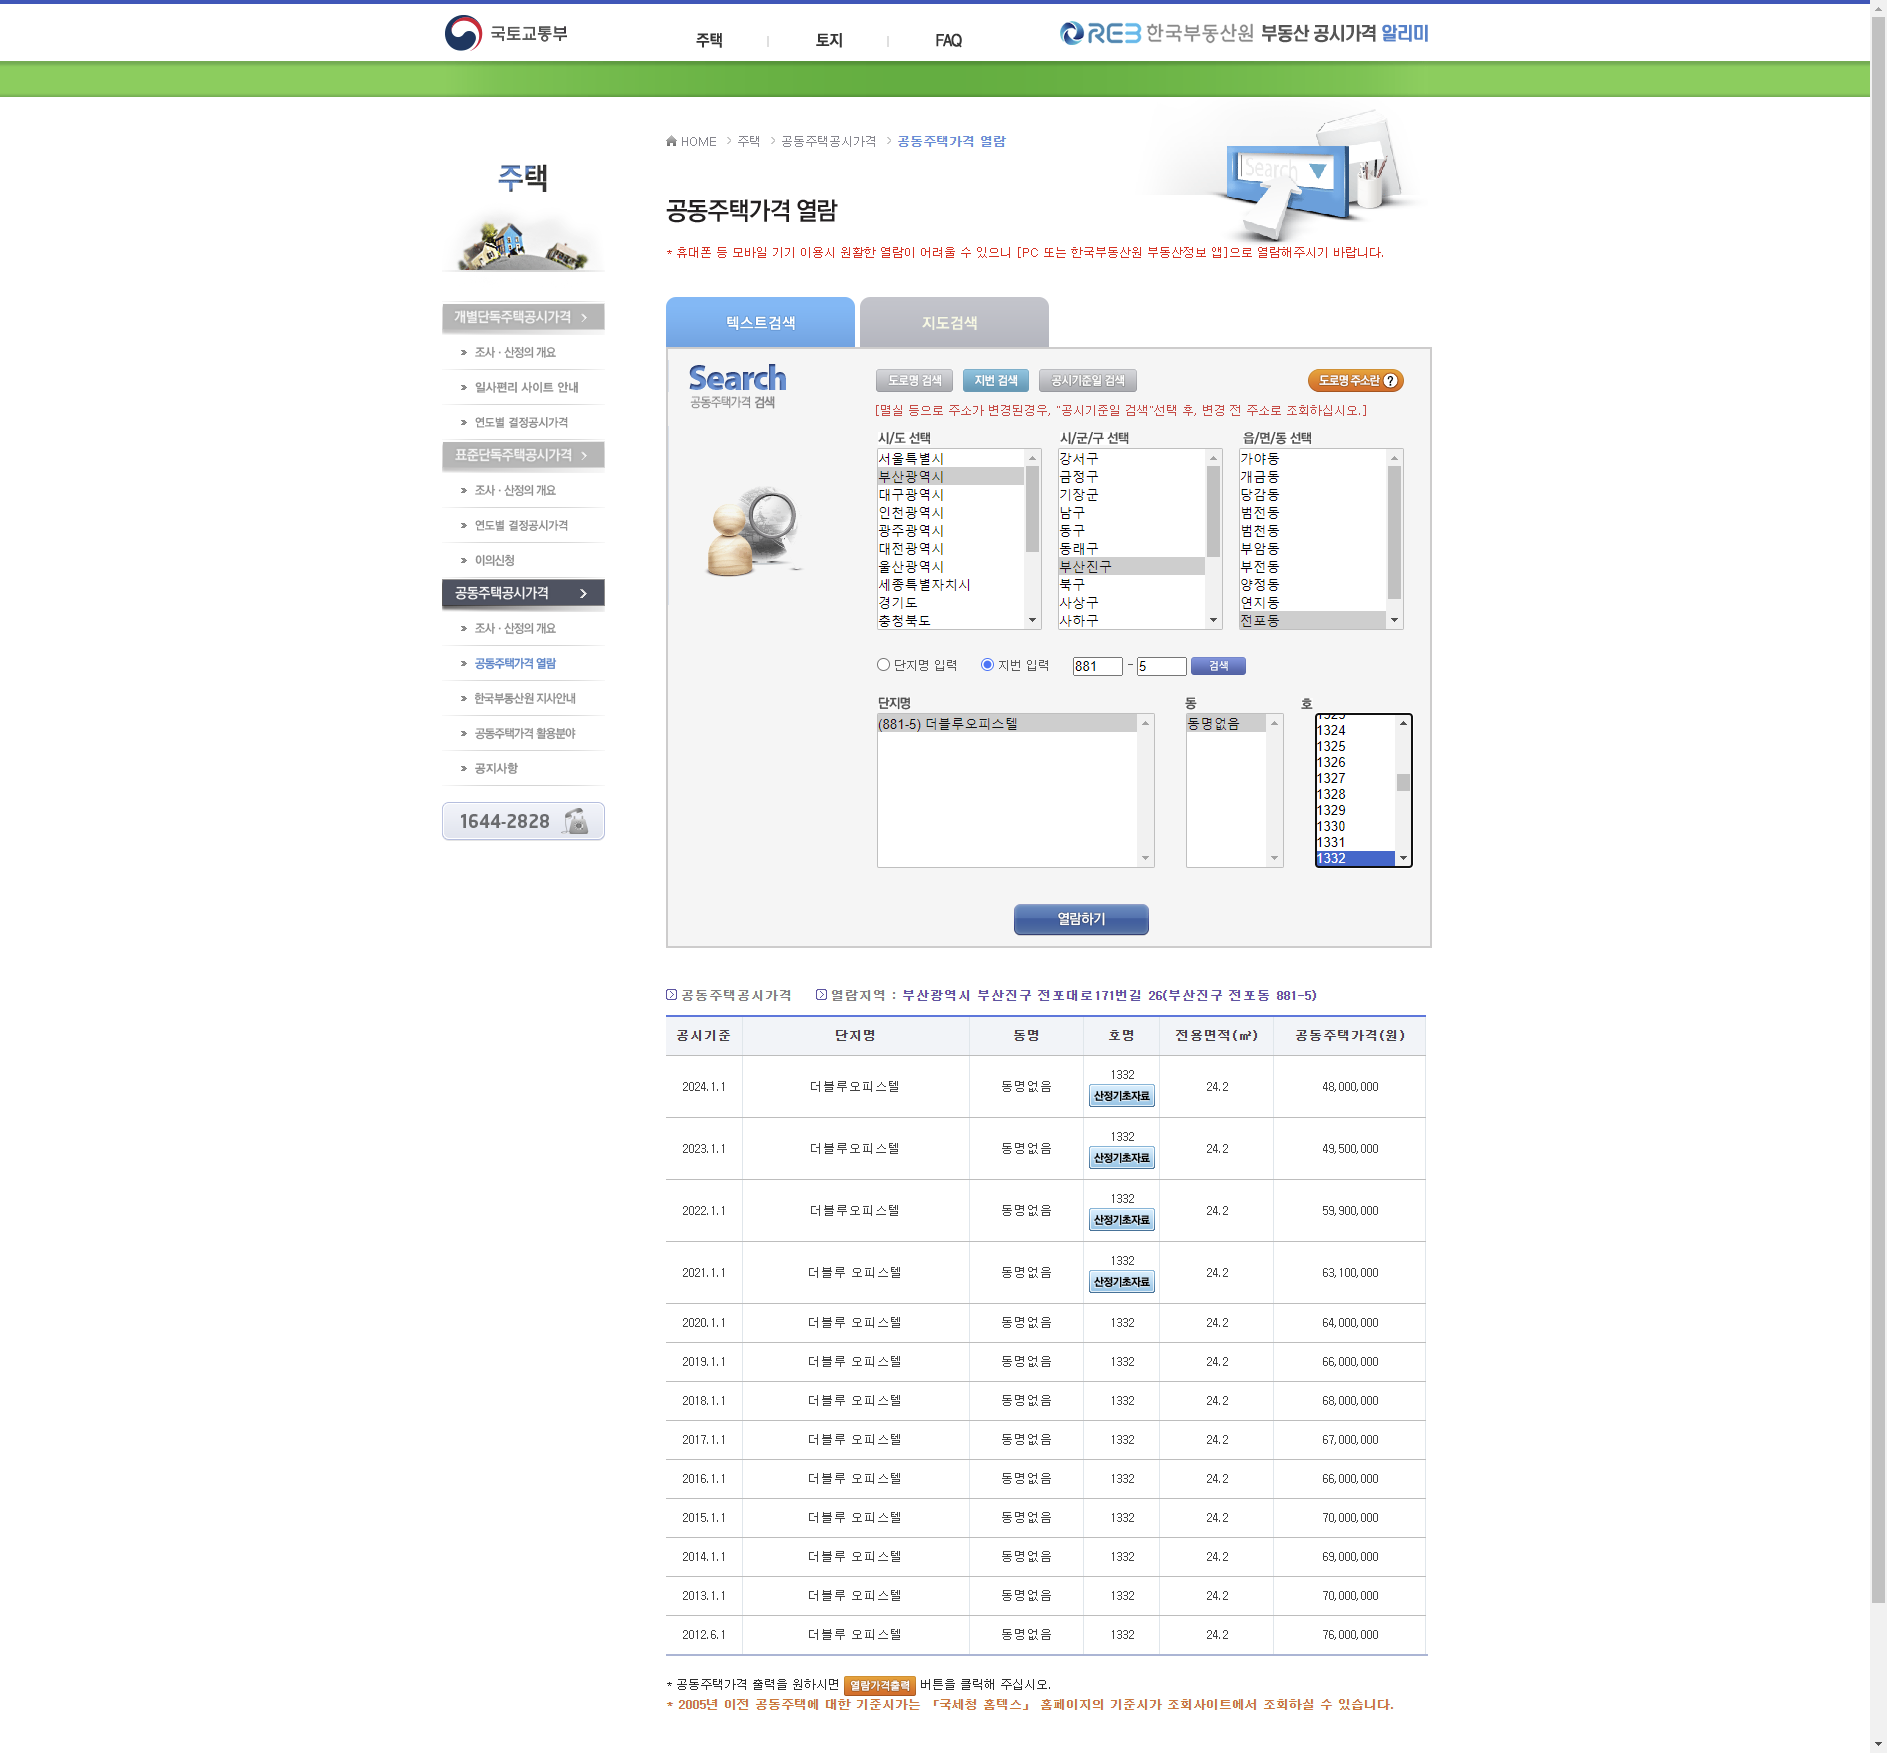 국토교통부
주택
토지
FAQ
REB 한국부동산원 부동산 공시가격 알리미
HOME > 주택 > 공동주택공시가격 > 공동주택가격 열람
주택
Search
공동주택가격 열람
* 휴대폰 등 모바일 기기 이용시 원활한 열람이 어려울 수 있으니 [PC 또는 한국부동산원 부동산정보 앱]으로 열람해주시기 바랍니다.
개별단독주택공시가격
조사 · 산정의 개요
일사편리 사이트 안내
연도별 결정공시가격
표준단독주택공시가격
조사 · 산정의 개요
연도별 결정공시가격
이의신청
공동주택공시가격
조사 · 산정의 개요
공동주택가격 열람
한국부동산원 지사안내
공동주택가격 활용분야
공지사항
1644-2828
텍스트검색
지도검색
Search
공동주택가격 검색
도로명 검색
지번 검색
공시기준일 검색
도로명 주소란 ?
[멸실 등으로 주소가 변경된경우, "공시기준일 검색"선택 후, 변경 전 주소로 조회하십시오.]
시/도 선택
서울특별시
부산광역시
대구광역시
인천광역시
광주광역시
대전광역시
울산광역시
세종특별자치시
경기도
충청북도
시/군/구 선택
강서구
금정구
기장군
남구
동구
동래구
부산진구
북구
사상구
사하구
읍/면/동 선택
가야동
개금동
당감동
범전동
범천동
부암동
부전동
양정동
연지동
전포동
단지명 입력
지번 입력
881 - 5
검색
단지명
(881-5) 더블루오피스텔
동
동명없음
호
1323
1324
1325
1326
1327
1328
1329
1330
1331
1332
열람하기
공동주택공시가격
열람지역 : 부산광역시 부산진구 전포대로171번길 26(부산진구 전포동 881-5)
공시기준 단지명 동명 호명 전용면적(㎡) 공동주택가격(원)
2024.1.1 더블루오피스텔 동명없음 1332 산정기초자료 24.2 48,000,000
2023.1.1 더블루오피스텔 동명없음 1332 산정기초자료 24.2 49,500,000
2022.1.1 더블루오피스텔 동명없음 1332 산정기초자료 24.2 59,900,000
2021.1.1 더블루 오피스텔 동명없음 1332 산정기초자료 24.2 63,100,000
2020.1.1 더블루 오피스텔 동명없음 1332 24.2 64,000,000
2019.1.1 더블루 오피스텔 동명없음 1332 24.2 66,000,000
2018.1.1 더블루 오피스텔 동명없음 1332 24.2 68,000,000
2017.1.1 더블루 오피스텔 동명없음 1332 24.2 67,000,000
2016.1.1 더블루 오피스텔 동명없음 1332 24.2 66,000,000
2015.1.1 더블루 오피스텔 동명없음 1332 24.2 70,000,000
2014.1.1 더블루 오피스텔 동명없음 1332 24.2 69,000,000
2013.1.1 더블루 오피스텔 동명없음 1332 24.2 70,000,000
2012.6.1 더블루 오피스텔 동명없음 1332 24.2 76,000,000
* 공동주택가격 출력을 원하시면 열람가격출력 버튼을 클릭해 주십시오.
* 2005년 이전 공동주택에 대한 기준시가는 「국세청 홈텍스」 홈페이지의 기준시가 조회사이트에서 조회하실 수 있습니다.